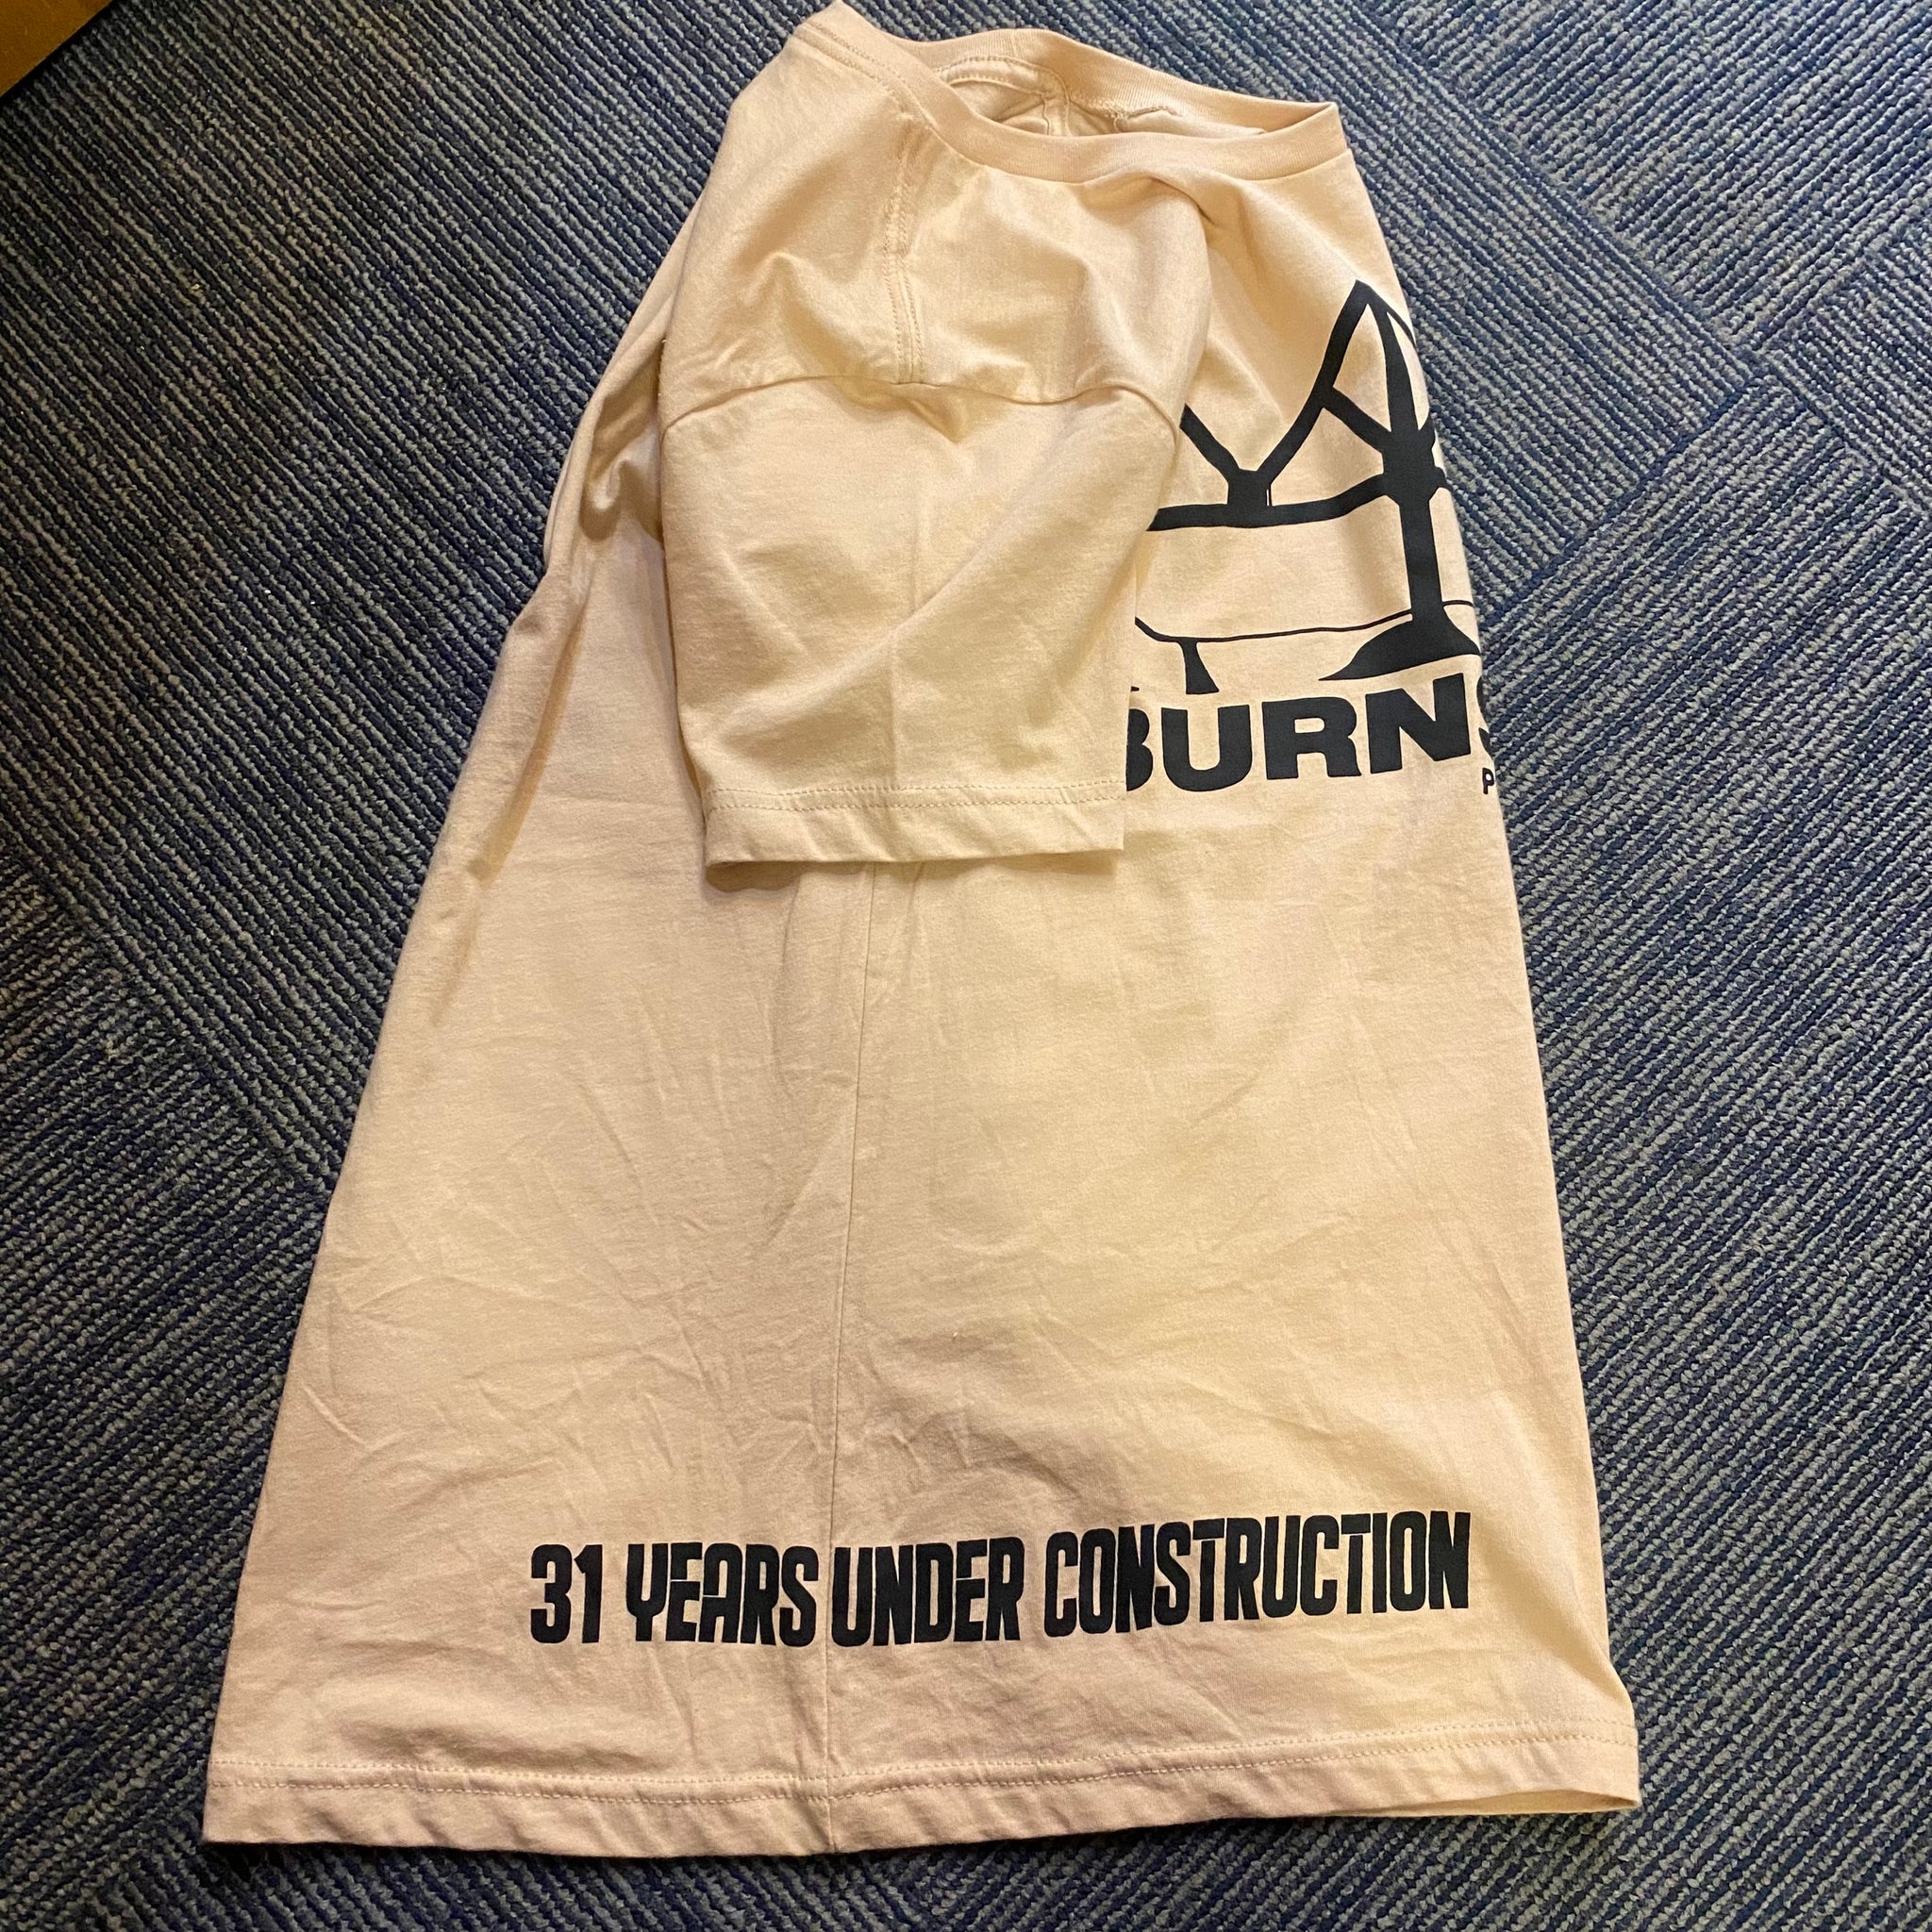 BURNS
31 YEARS UNDER CONSTRUCTION